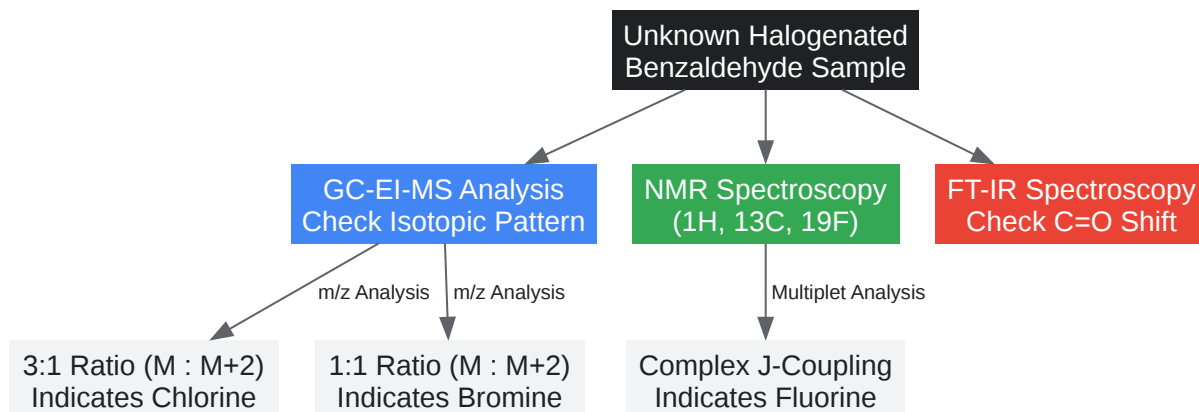 Unknown Halogenated
Benzaldehyde Sample
GC-EI-MS Analysis
Check Isotopic Pattern
NMR Spectroscopy
(1H, 13C, 19F)
FT-IR Spectroscopy
Check C=O Shift
m/z Analysis
m/z Analysis
Multiplet Analysis
3:1 Ratio (M : M+2)
Indicates Chlorine
1:1 Ratio (M : M+2)
Indicates Bromine
Complex J-Coupling
Indicates Fluorine